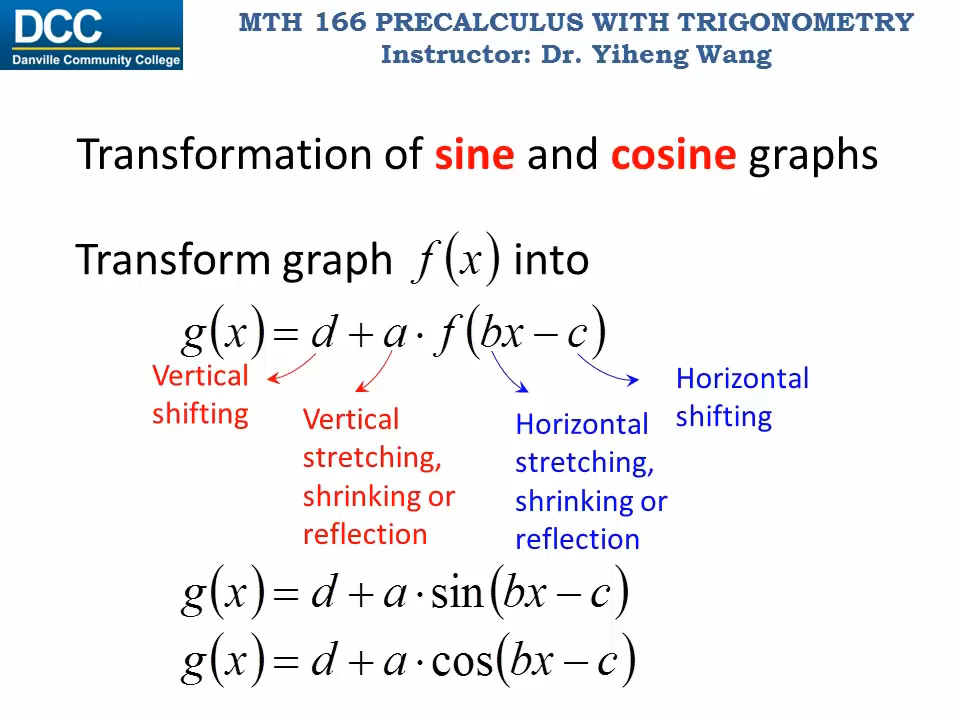 DCC
Danville Community College
MTH 166 PRECALCULUS WITH TRIGONOMETRY
Instructor: Dr. Yiheng Wang
Transformation of sine and cosine graphs
Transform graph f(x) into
g(x) = d + a · f(bx − c)
Vertical
shifting
Vertical
stretching,
shrinking or
reflection
Horizontal
stretching,
shrinking or
reflection
Horizontal
shifting
g(x) = d + a · sin(bx − c)
g(x) = d + a · cos(bx − c)